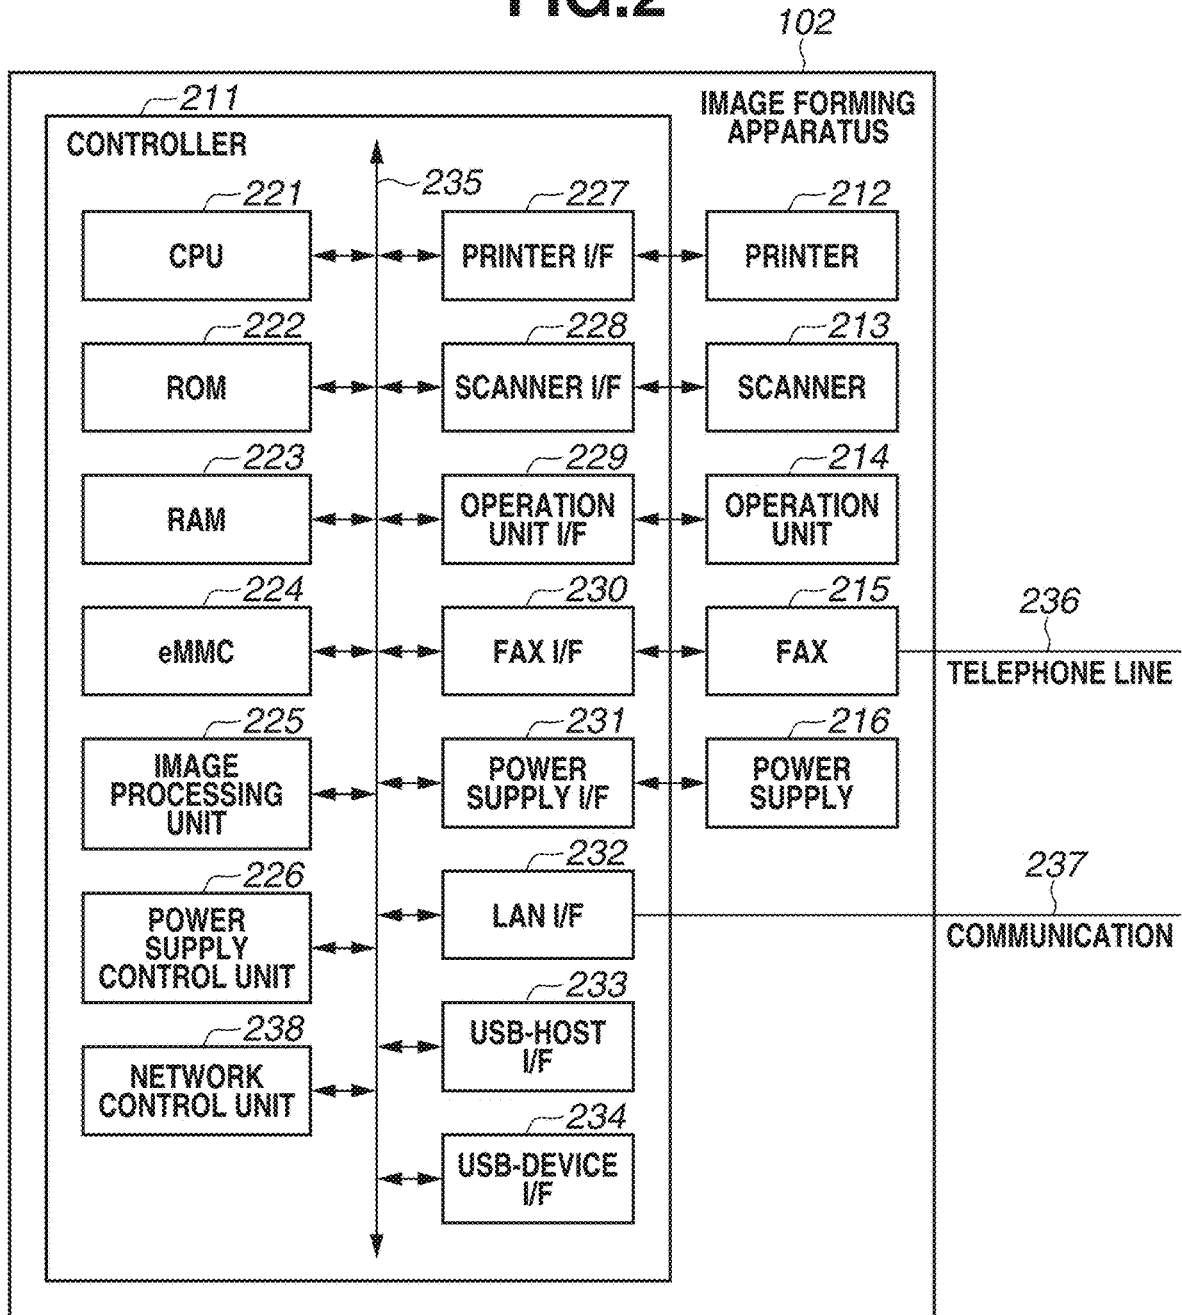 FIG.2
102
211
IMAGE FORMING
APPARATUS
CONTROLLER
235
221
CPU
227
PRINTER I/F
212
PRINTER
222
ROM
228
SCANNER I/F
213
SCANNER
223
RAM
229
OPERATION
UNIT I/F
214
OPERATION
UNIT
224
eMMC
230
FAX I/F
215
FAX
236
TELEPHONE LINE
225
IMAGE
PROCESSING
UNIT
231
POWER
SUPPLY I/F
216
POWER
SUPPLY
226
POWER
SUPPLY
CONTROL UNIT
232
LAN I/F
237
COMMUNICATION
233
USB-HOST
I/F
238
NETWORK
CONTROL UNIT
234
USB-DEVICE
I/F